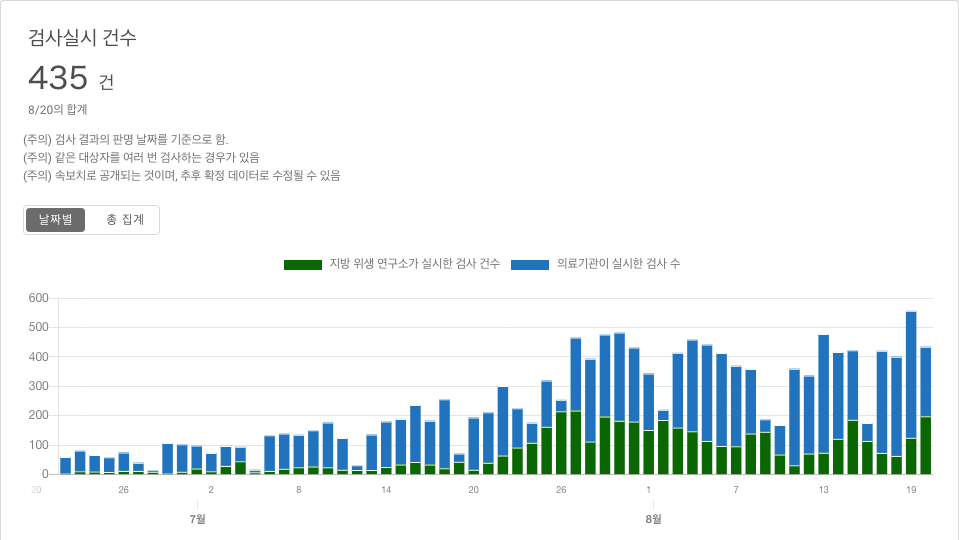 검사실시 건수
435 건
8/20의 합계
(주의) 검사 결과의 판명 날짜를 기준으로 함.
(주의) 같은 대상자를 여러 번 검사하는 경우가 있음
(주의) 속보치로 공개되는 것이며, 추후 확정 데이터로 수정될 수 있음
날짜별 총 집계
지방 위생 연구소가 실시한 검사 건수 의료기관이 실시한 검사 수
600
500
400
300
200
100
0
20 26 2 8 14 20 26 1 7 13 19
7월 8월